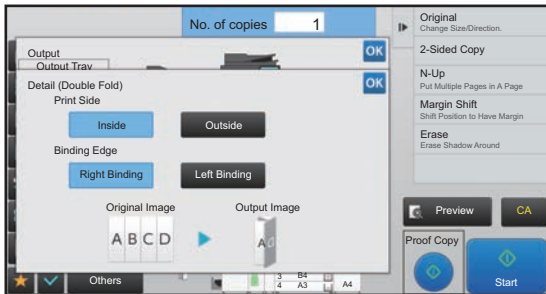 No. of copies 1
Original
Change Size/Direction.
2-Sided Copy
N-Up
Put Multiple Pages in A Page
Margin Shift
Shift Position to Have Margin
Erase
Erase Shadow Around
Output
OK
Output Tray
Detail (Double Fold)
OK
Print Side
Inside
Outside
Binding Edge
Right Binding
Left Binding
Original Image
Output Image
A B C D
A
Preview
CA
Proof Copy
Start
Others
3 B4
4 A3
A4